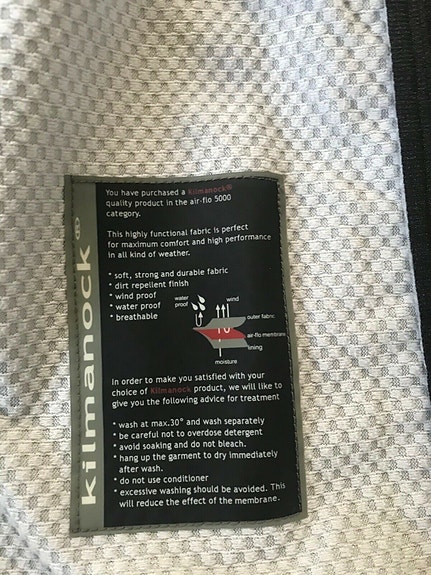 kilmanock®
You have purchased a kilmanock®
quality product in the air-flo 5000
category.
This highly functional fabric is perfect
for maximum comfort and high performance
in all kind of weather.
* soft, strong and durable fabric
* dirt repellent finish
* wind proof
* water proof
* breathable
water
proof
wind
outer fabric
air-flo membrane
lining
moisture
In order to make you satisfied with your
choice of kilmanock product, we will like to
give you the following advice for treatment
* wash at max.30° and wash separately
* be careful not to overdose detergent
* avoid soaking and do not bleach.
* hang up the garment to dry immediately
after wash.
* do not use conditioner
* excessive washing should be avoided. This
will reduce the effect of the membrane.